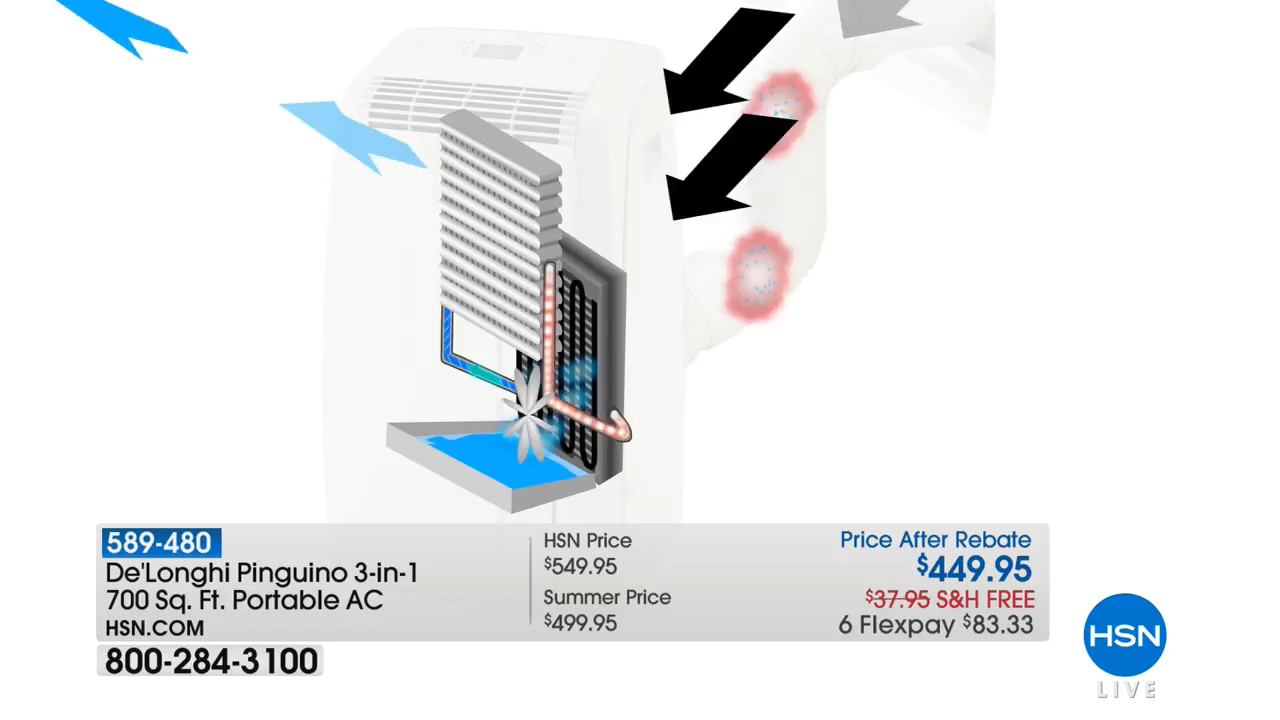 589-480
De'Longhi Pinguino 3-in-1
700 Sq. Ft. Portable AC
HSN.COM
800-284-3100
HSN Price
$549.95
Summer Price
$499.95
Price After Rebate
$449.95
$37.95 S&H FREE
6 Flexpay $83.33
HSN
LIVE